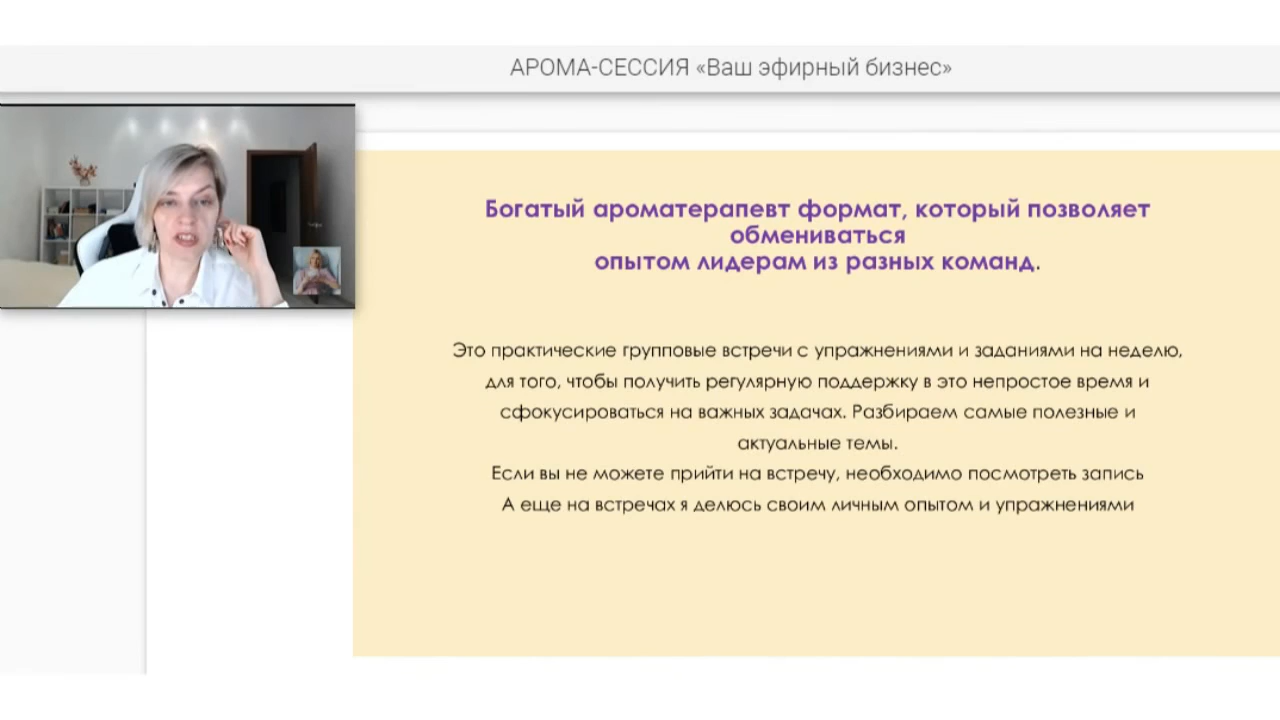 АРОМА-СЕССИЯ «Ваш эфирный бизнес»
Богатый ароматерапевт формат, который позволяет
обмениваться
опытом лидерам из разных команд.
Это практические групповые встречи с упражнениями и заданиями на неделю,
для того, чтобы получить регулярную поддержку в это непростое время и
сфокусироваться на важных задачах. Разбираем самые полезные и
актуальные темы.
Если вы не можете прийти на встречу, необходимо посмотреть запись
А еще на встречах я делюсь своим личным опытом и упражнениями